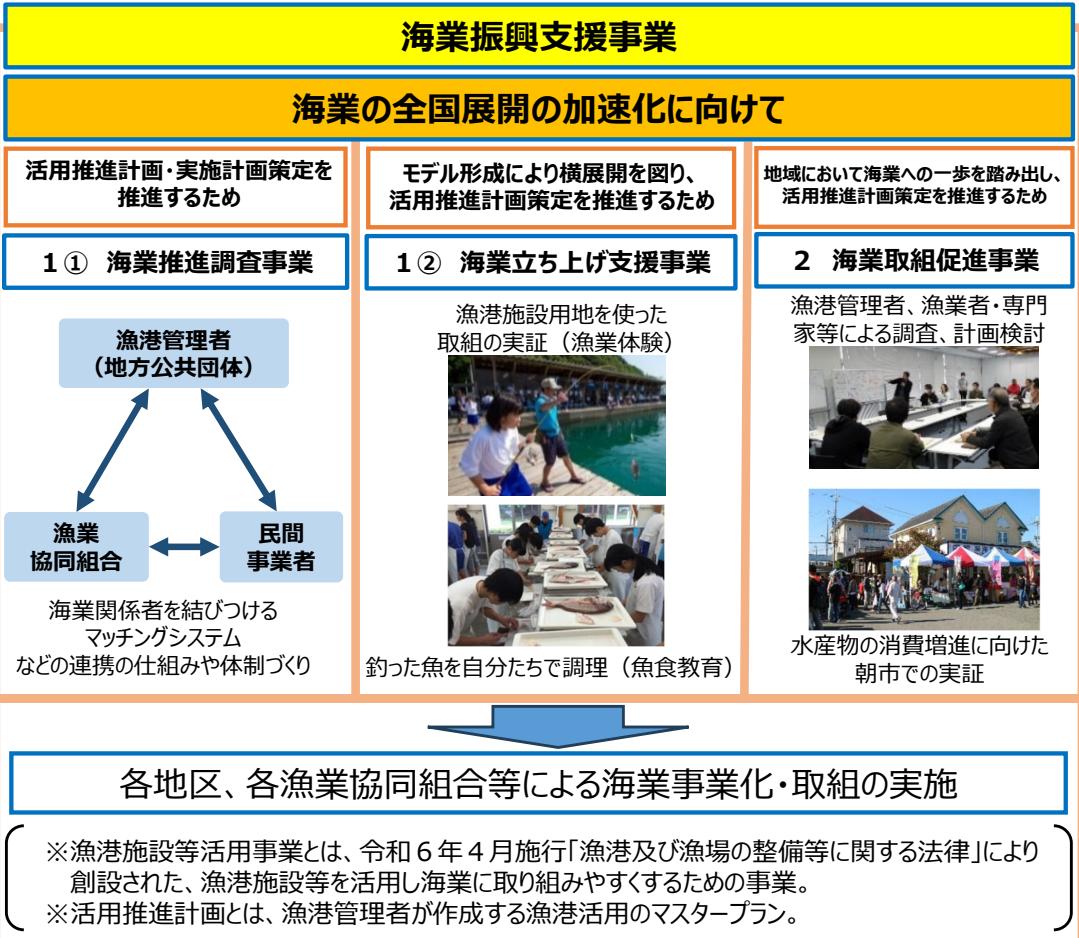 海業振興支援事業
海業の全国展開の加速化に向けて
活用推進計画・実施計画策定を
推進するため
1① 海業推進調査事業
漁港管理者
（地方公共団体）
漁業
協同組合
民間
事業者
海業関係者を結びつける
マッチングシステム
などの連携の仕組みや体制づくり
モデル形成により横展開を図り、
活用推進計画策定を推進するため
1② 海業立ち上げ支援事業
漁港施設用地を使った
取組の実証（漁業体験）
釣った魚を自分たちで調理（魚食教育）
地域において海業への一歩を踏み出し、
活用推進計画策定を推進するため
2 海業取組促進事業
漁港管理者、漁業者・専門
家等による調査、計画検討
水産物の消費増進に向けた
朝市での実証
各地区、各漁業協同組合等による海業事業化・取組の実施
※漁港施設等活用事業とは、令和６年４月施行「漁港及び漁場の整備等に関する法律」により
創設された、漁港施設等を活用し海業に取り組みやすくするための事業。
※活用推進計画とは、漁港管理者が作成する漁港活用のマスタープラン。